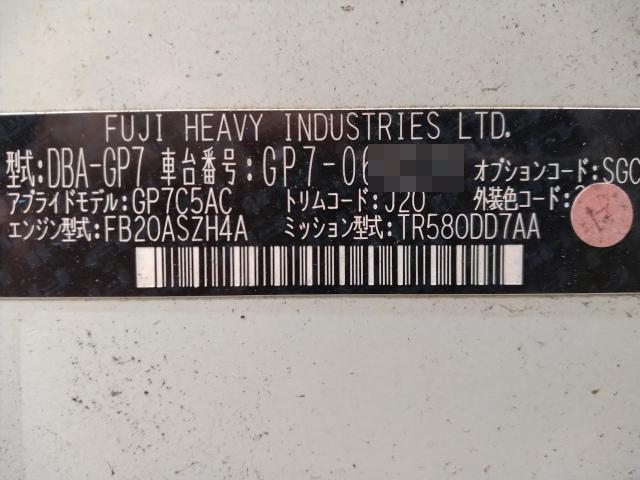 FUJI HEAVY INDUSTRIES LTD.
型式:DBA-GP7 車台番号:GP7-06 オプションコード:SGC
アプライドモデル:GP7C5AC トリムコード:J20 外装色コード:
エンジン型式:FB20ASZH4A ミッション型式:TR580DD7AA